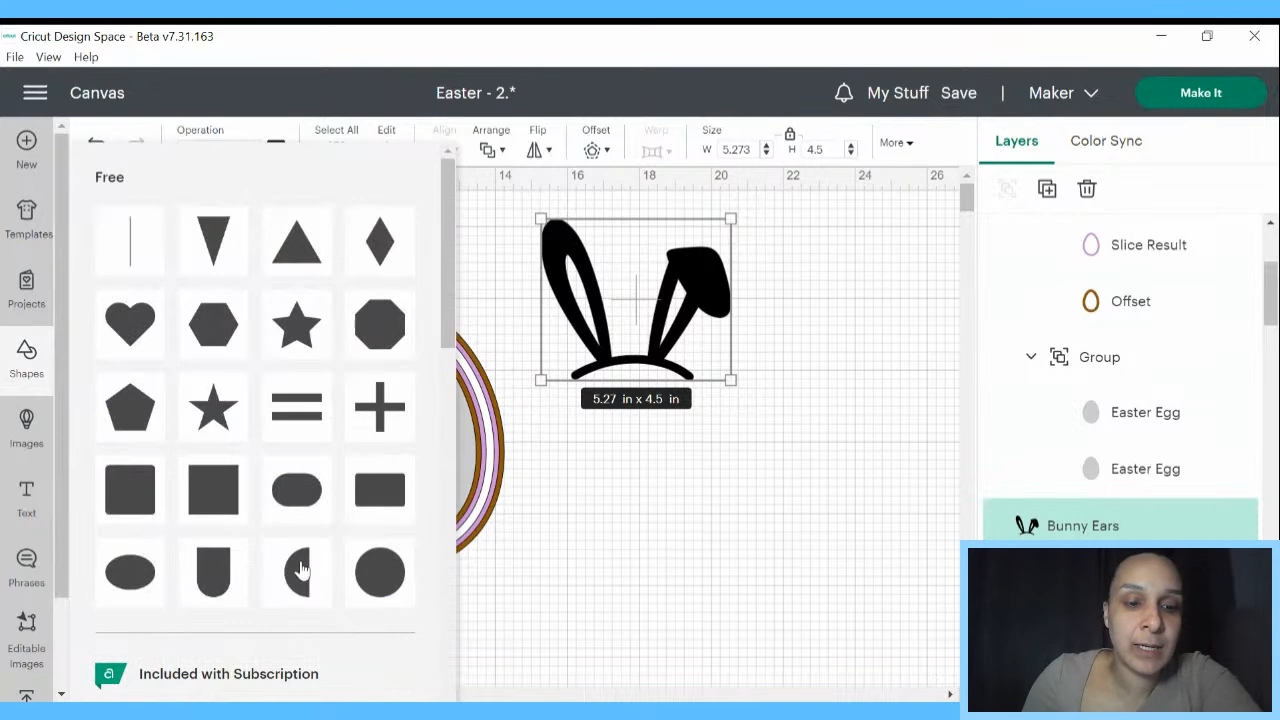 Cricut Design Space - Beta v7.31.163
File View Help
Canvas
Easter - 2.*
My Stuff Save | Maker
Make It
New
Templates
Projects
Shapes
Images
Text
Phrases
Editable
Images
Operation
Select All
Edit
Align
Arrange
Flip
Offset
Warp
Size
W 5.273
H 4.5
More
14 16 18 20 22 24 26
Free
Included with Subscription
5.27 in x 4.5 in
Layers
Color Sync
Slice Result
Offset
Group
Easter Egg
Easter Egg
Bunny Ears